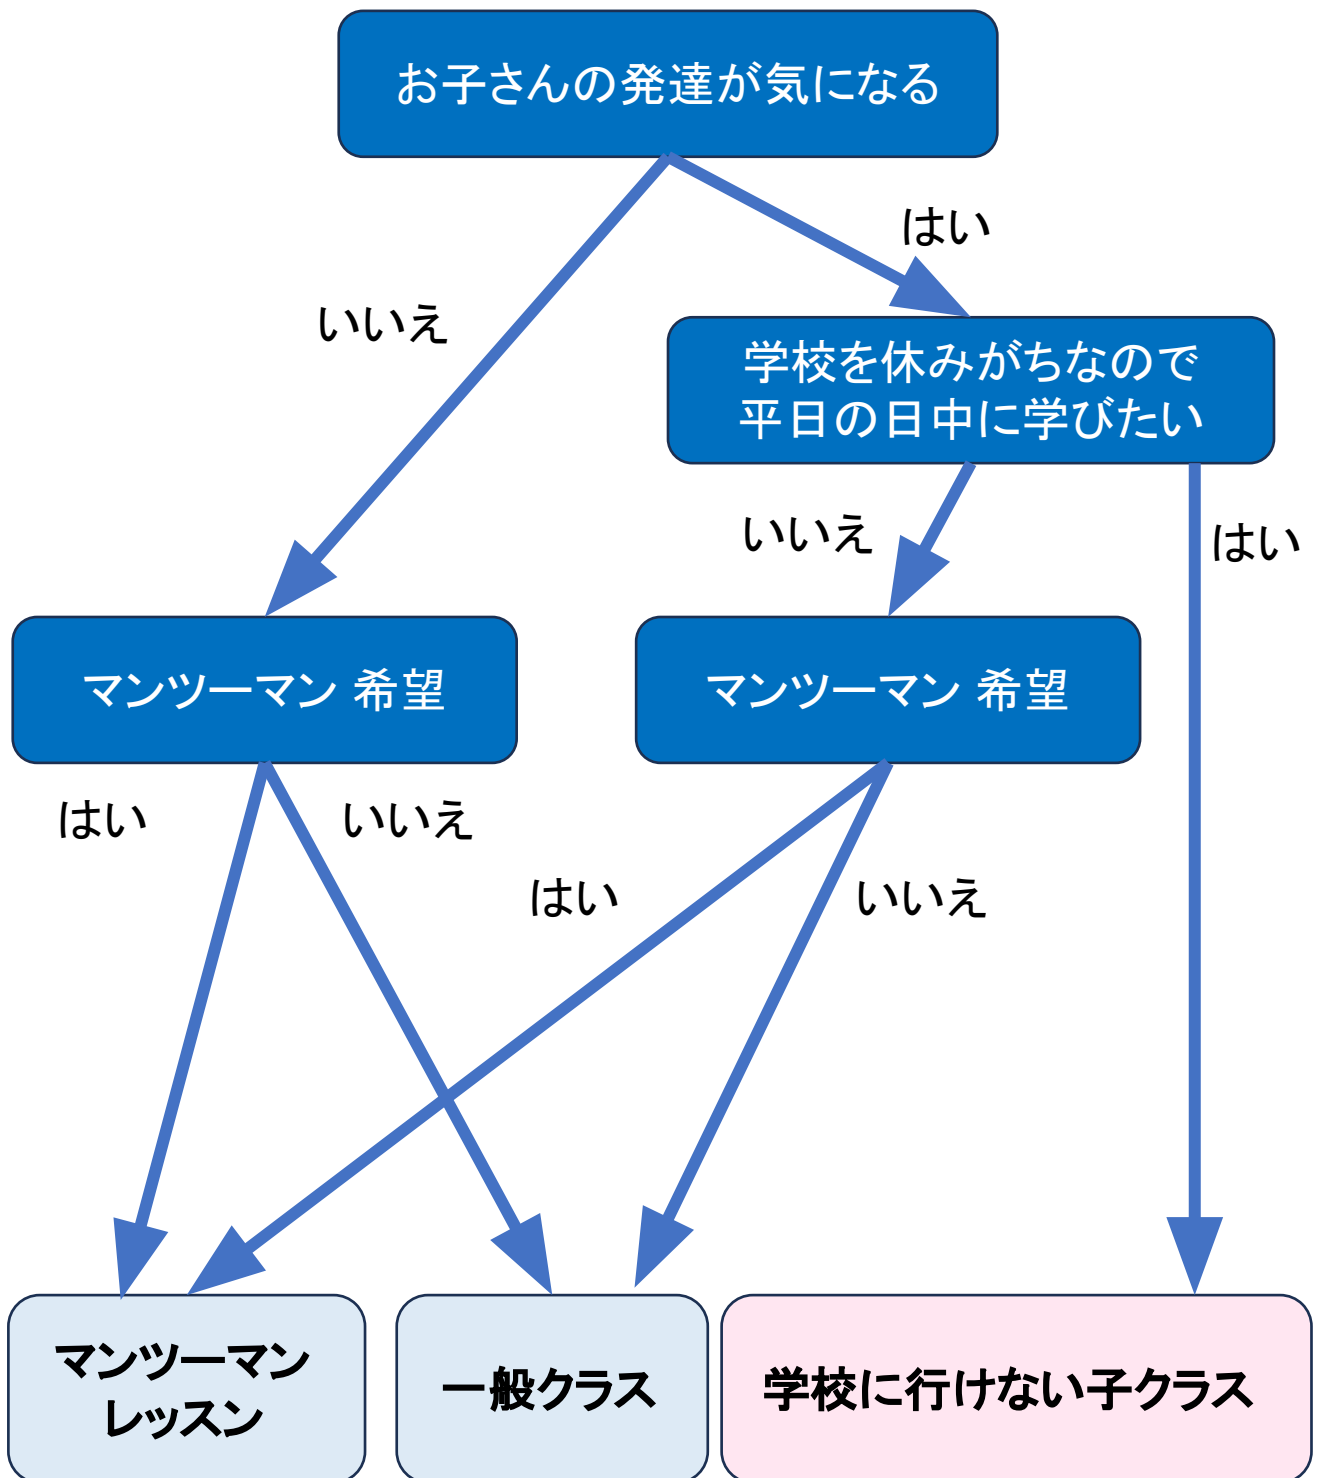 お子さんの発達が気になる
はい
いいえ
学校を休みがちなので
平日の日中に学びたい
いいえ
はい
マンツーマン 希望
マンツーマン 希望
はい
いいえ
はい
いいえ
マンツーマン
レッスン
一般クラス
学校に行けない子クラス